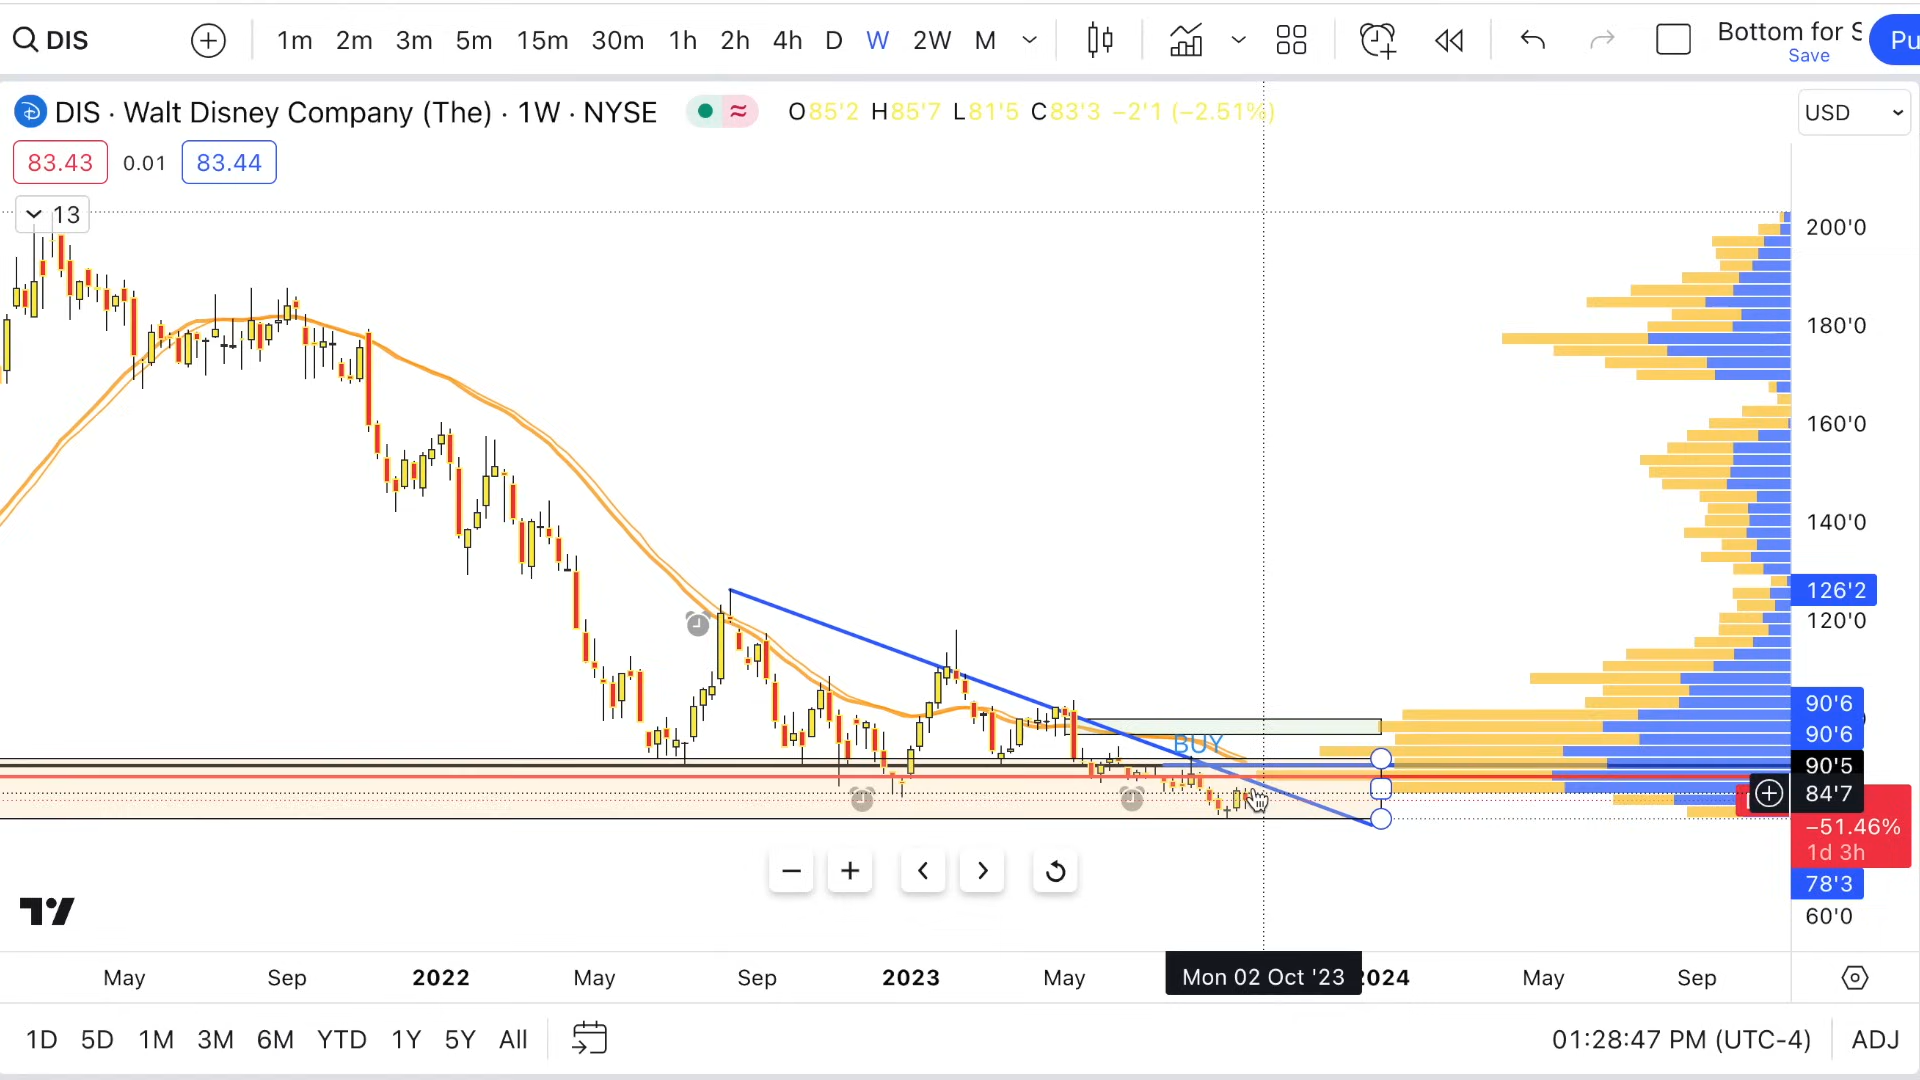 DIS 1m 2m 3m 5m 15m 30m 1h 2h 4h D W 2W M Bottom for S Pu
Save
DIS · Walt Disney Company (The) · 1W · NYSE O85'2 H85'7 L81'5 C83'3 −2'1 (−2.51%) USD
83.43 0.01 83.44
13
200'0
180'0
160'0
140'0
126'2
120'0
90'6
BUY
90'6
90'5
84'7
−51.46%
1d 3h
78'3
60'0
May Sep 2022 May Sep 2023 May Mon 02 Oct '23 2024 May Sep
1D 5D 1M 3M 6M YTD 1Y 5Y All 01:28:47 PM (UTC-4) ADJ